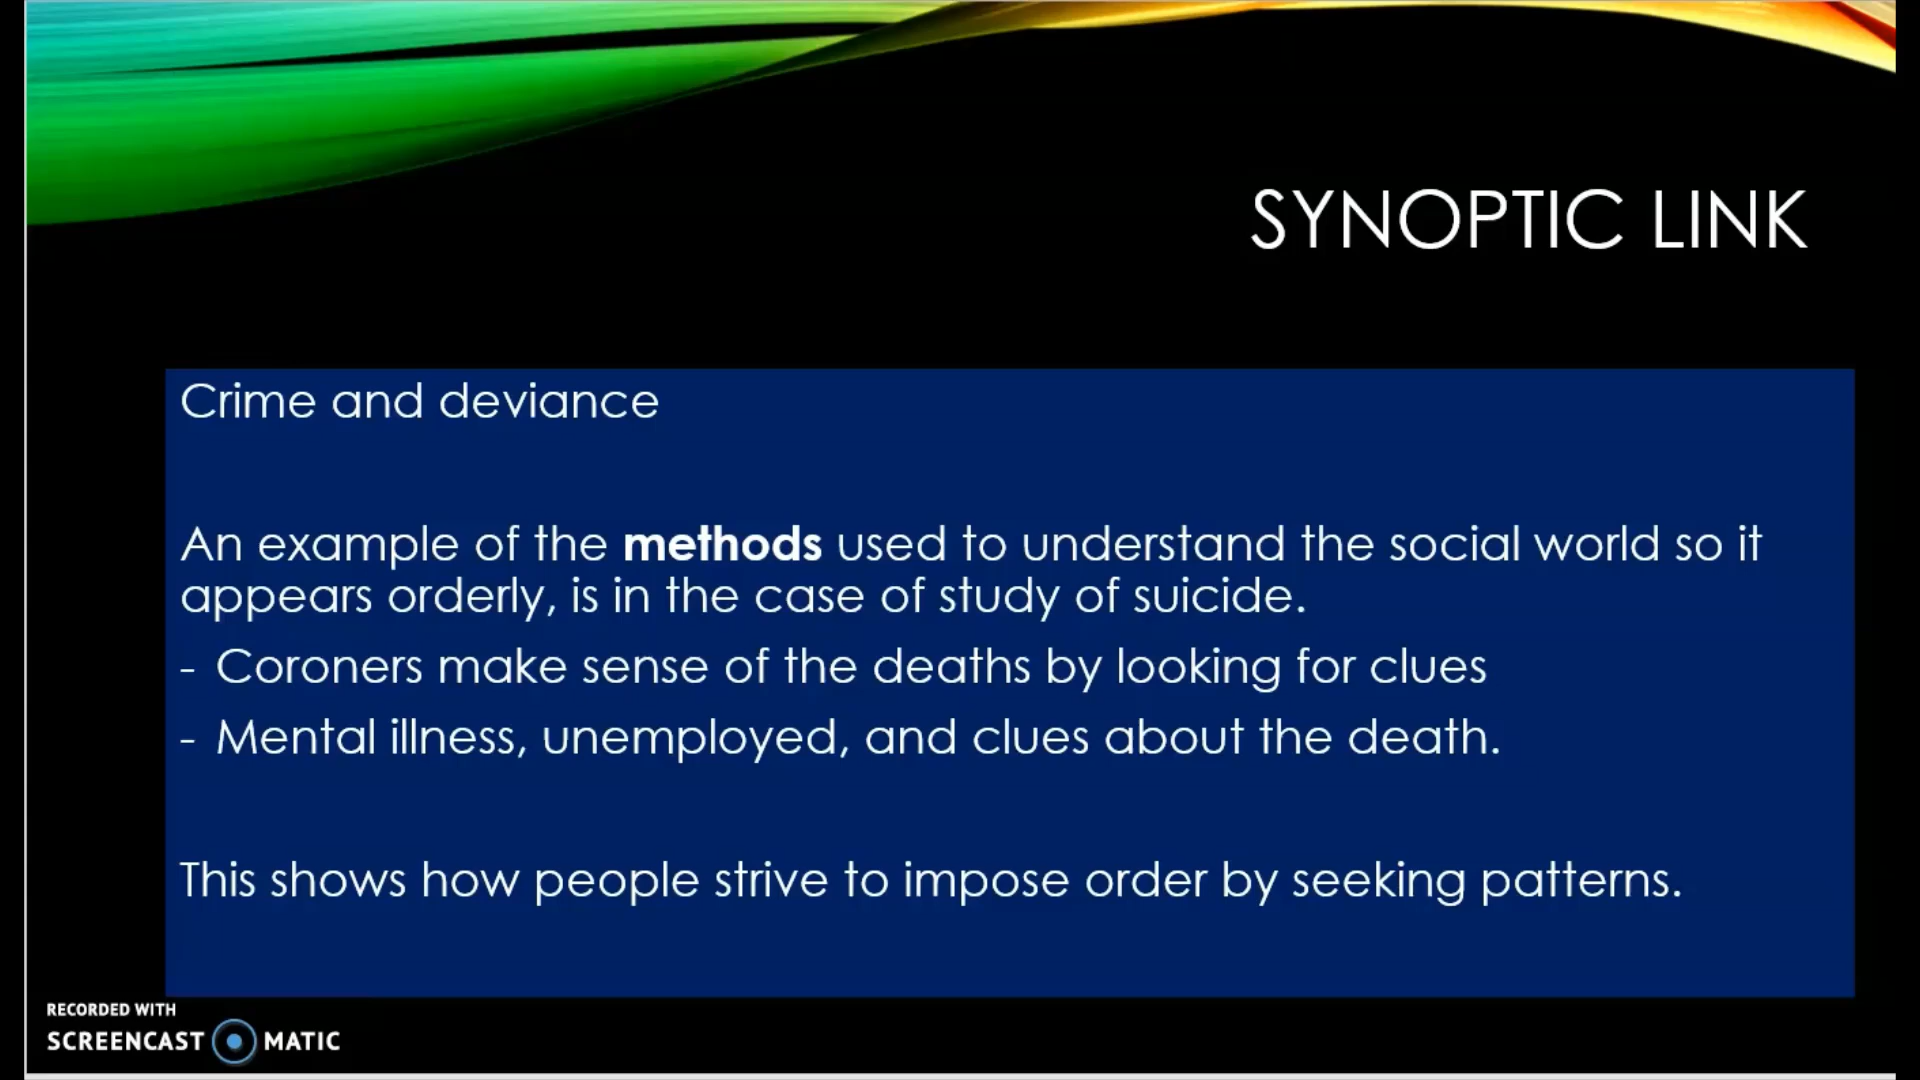 SYNOPTIC LINK
Crime and deviance
An example of the methods used to understand the social world so it
appears orderly, is in the case of study of suicide.
- Coroners make sense of the deaths by looking for clues
- Mental illness, unemployed, and clues about the death.
This shows how people strive to impose order by seeking patterns.
RECORDED WITH
SCREENCAST MATIC